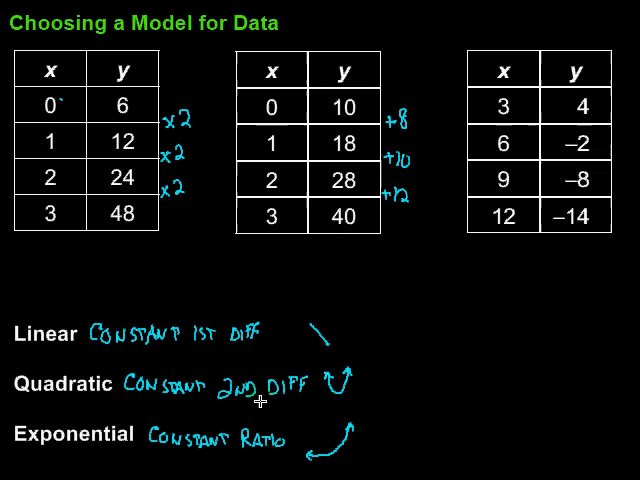 Choosing a Model for Data
x y
0 6
1 12
2 24
3 48
x2
x2
x2
x y
0 10
1 18
2 28
3 40
+8
+10
+12
x y
3 4
6 –2
9 –8
12 –14
Linear CONSTANT 1ST DIFF
Quadratic CONSTANT 2ND DIFF
Exponential CONSTANT RATIO